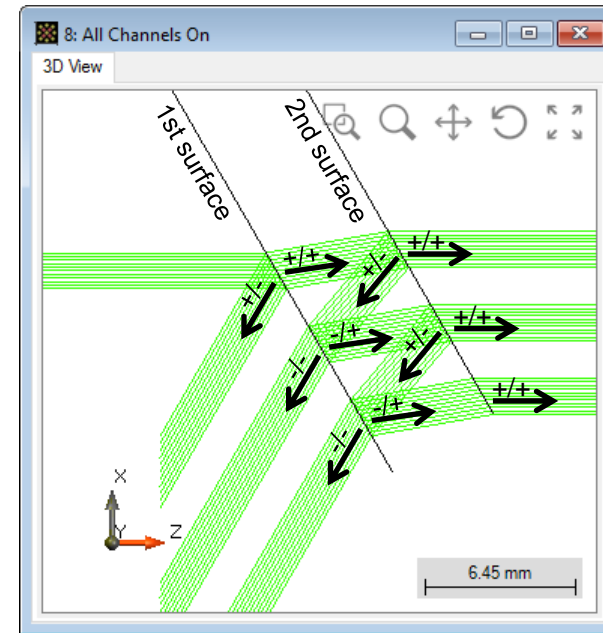 8: All Channels On
3D View
1st surface
2nd surface
+/+
+/+
+/-
+/-
-/+
+/+
-/-
+/-
-/+
+/+
-/-
X
Y
Z
6.45 mm